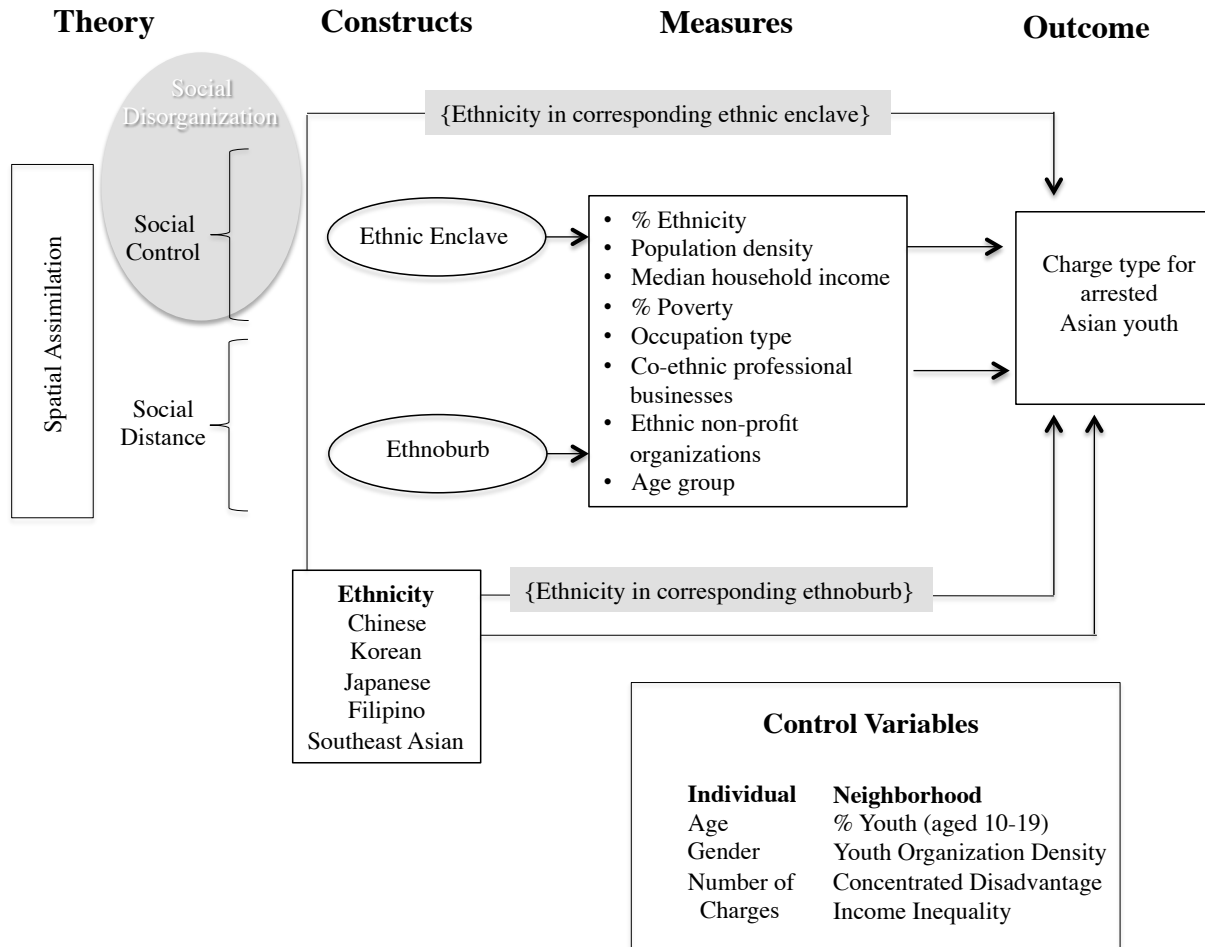 Theory
Constructs
Measures
Outcome
Social
Disorganization
{Ethnicity in corresponding ethnic enclave}
Spatial Assimilation
Social
Control
Social
Distance
Ethnic Enclave
Ethnoburb
• % Ethnicity
• Population density
• Median household income
• % Poverty
• Occupation type
• Co-ethnic professional
businesses
• Ethnic non-profit
organizations
• Age group
Charge type for
arrested
Asian youth
{Ethnicity in corresponding ethnoburb}
Ethnicity
Chinese
Korean
Japanese
Filipino
Southeast Asian
Control Variables
Individual Neighborhood
Age % Youth (aged 10-19)
Gender Youth Organization Density
Number of Concentrated Disadvantage
Charges Income Inequality